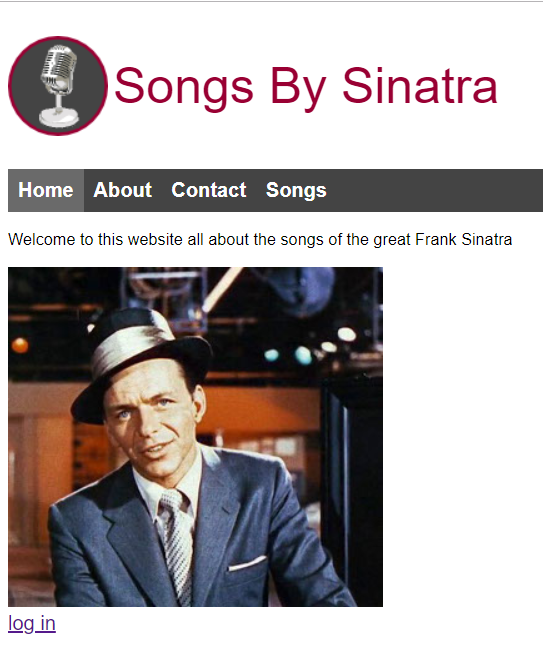 Songs By Sinatra
Home About Contact Songs
Welcome to this website all about the songs of the great Frank Sinatra
log in